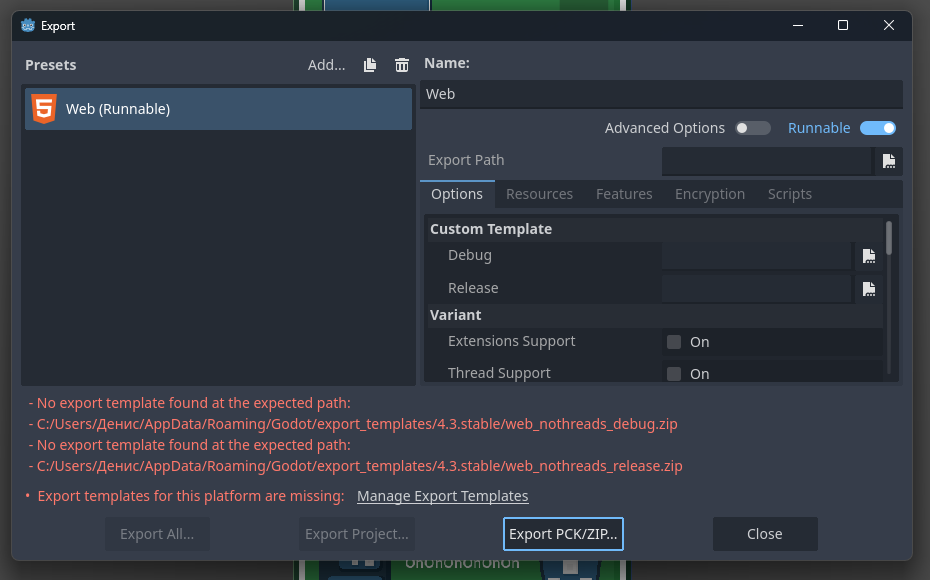 Export
Presets
Add...
Name:
Web (Runnable)
Web
Advanced Options
Runnable
Export Path
Options Resources Features Encryption Scripts
Custom Template
Debug
Release
Variant
Extensions Support
On
Thread Support
On
- No export template found at the expected path:
- C:/Users/Денис/AppData/Roaming/Godot/export_templates/4.3.stable/web_nothreads_debug.zip
- No export template found at the expected path:
- C:/Users/Денис/AppData/Roaming/Godot/export_templates/4.3.stable/web_nothreads_release.zip
• Export templates for this platform are missing: Manage Export Templates
Export All... Export Project... Export PCK/ZIP... Close